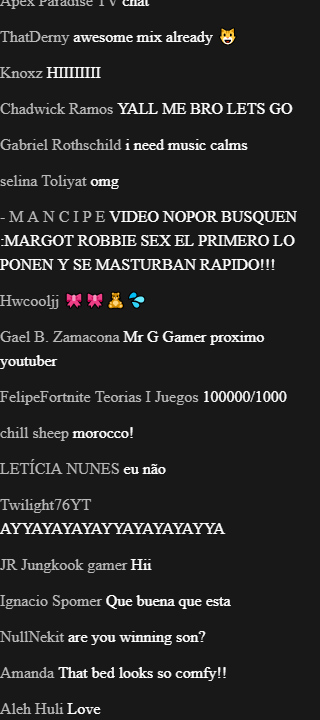 Apex Paradise TV chat
ThatDerny awesome mix already 😺
Knoxz HIIIIIIII
Chadwick Ramos YALL ME BRO LETS GO
Gabriel Rothschild i need music calms
selina Toliyat omg
- M A N C I P E VIDEO NOPOR BUSQUEN
:MARGOT ROBBIE SEX EL PRIMERO LO
PONEN Y SE MASTURBAN RAPIDO!!!
Hwcooljj 🎀 🎀 🧸 💦
Gael B. Zamacona Mr G Gamer proximo
youtuber
FelipeFortnite Teorias I Juegos 100000/1000
chill sheep morocco!
LETÍCIA NUNES eu não
Twilight76YT
AYYAYAYAYAYYAYAYAYAYYA
JR Jungkook gamer Hii
Ignacio Spomer Que buena que esta
NullNekit are you winning son?
Amanda That bed looks so comfy!!
Aleh Huli Love